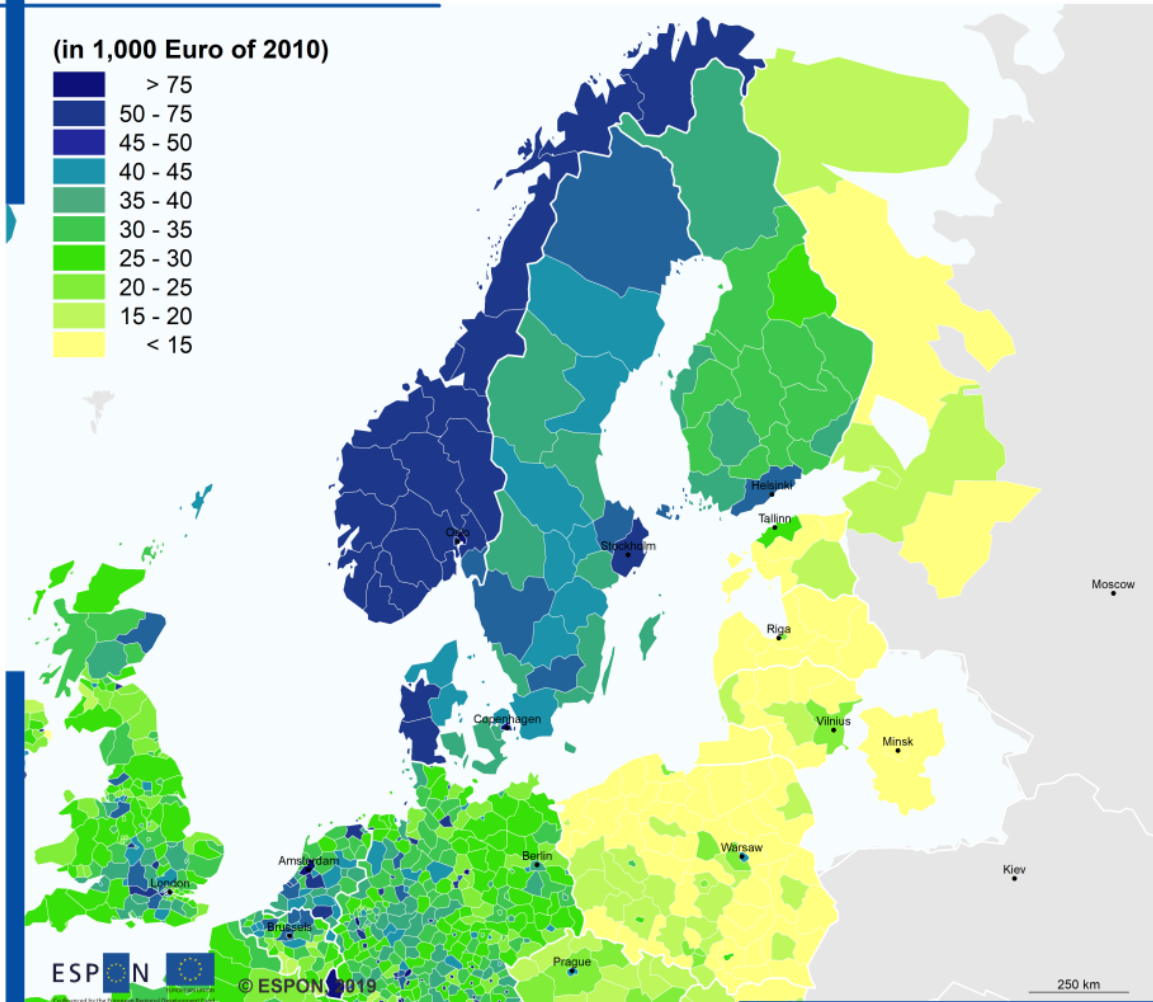 (in 1,000 Euro of 2010)
> 75
50 - 75
45 - 50
40 - 45
35 - 40
30 - 35
25 - 30
20 - 25
15 - 20
< 15
Helsinki
Tallinn
Oslo
Stockholm
Moscow
Riga
Copenhagen
Vilnius
Minsk
Warsaw
Berlin
Amsterdam
Kiev
London
Brussels
Prague
ESPON
© ESPON, 2019
250 km